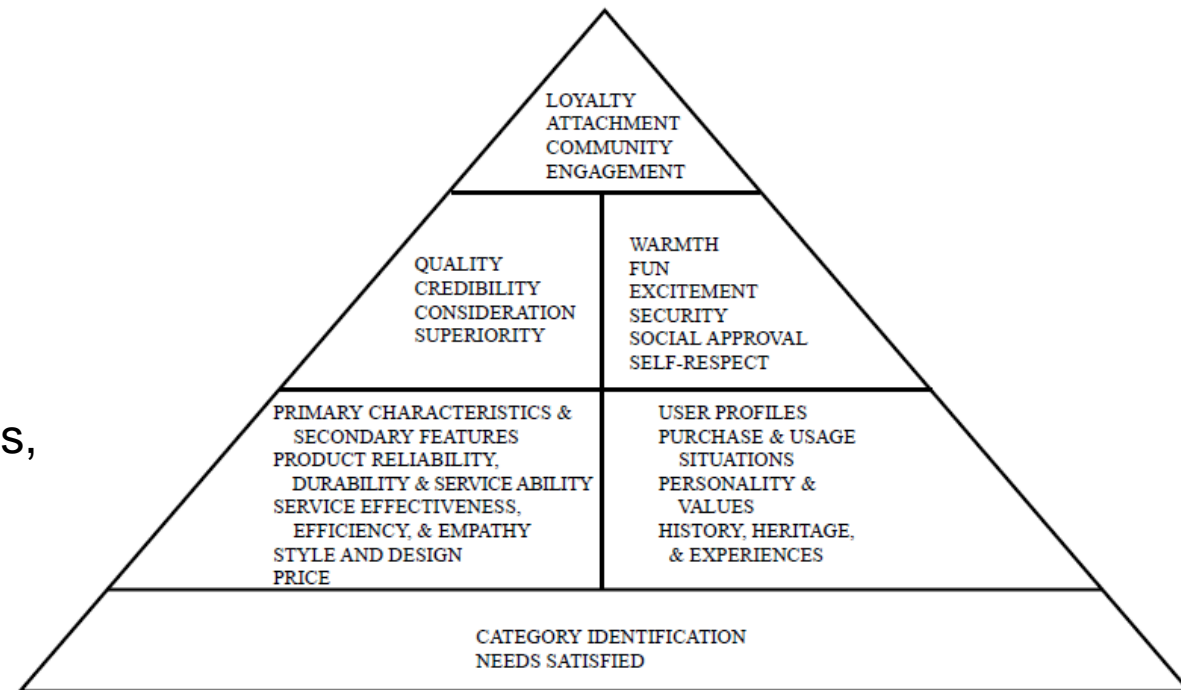 LOYALTY
ATTACHMENT
COMMUNITY
ENGAGEMENT
QUALITY
CREDIBILITY
CONSIDERATION
SUPERIORITY
WARMTH
FUN
EXCITEMENT
SECURITY
SOCIAL APPROVAL
SELF-RESPECT
s,
PRIMARY CHARACTERISTICS &
SECONDARY FEATURES
PRODUCT RELIABILITY,
DURABILITY & SERVICE ABILITY
SERVICE EFFECTIVENESS,
EFFICIENCY, & EMPATHY
STYLE AND DESIGN
PRICE
USER PROFILES
PURCHASE & USAGE
SITUATIONS
PERSONALITY &
VALUES
HISTORY, HERITAGE,
& EXPERIENCES
CATEGORY IDENTIFICATION
NEEDS SATISFIED